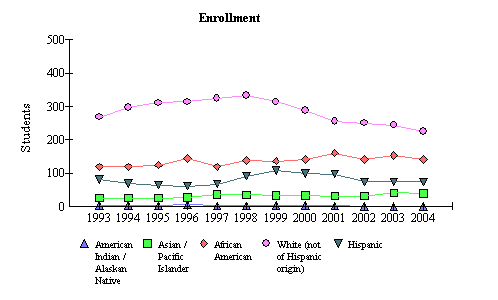 Enrollment
500
400
300
200
100
0
Students
1993 1994 1995 1996 1997 1998 1999 2000 2001 2002 2003 2004
American Indian / Alaskan Native
Asian / Pacific Islander
African American
White (not of Hispanic origin)
Hispanic